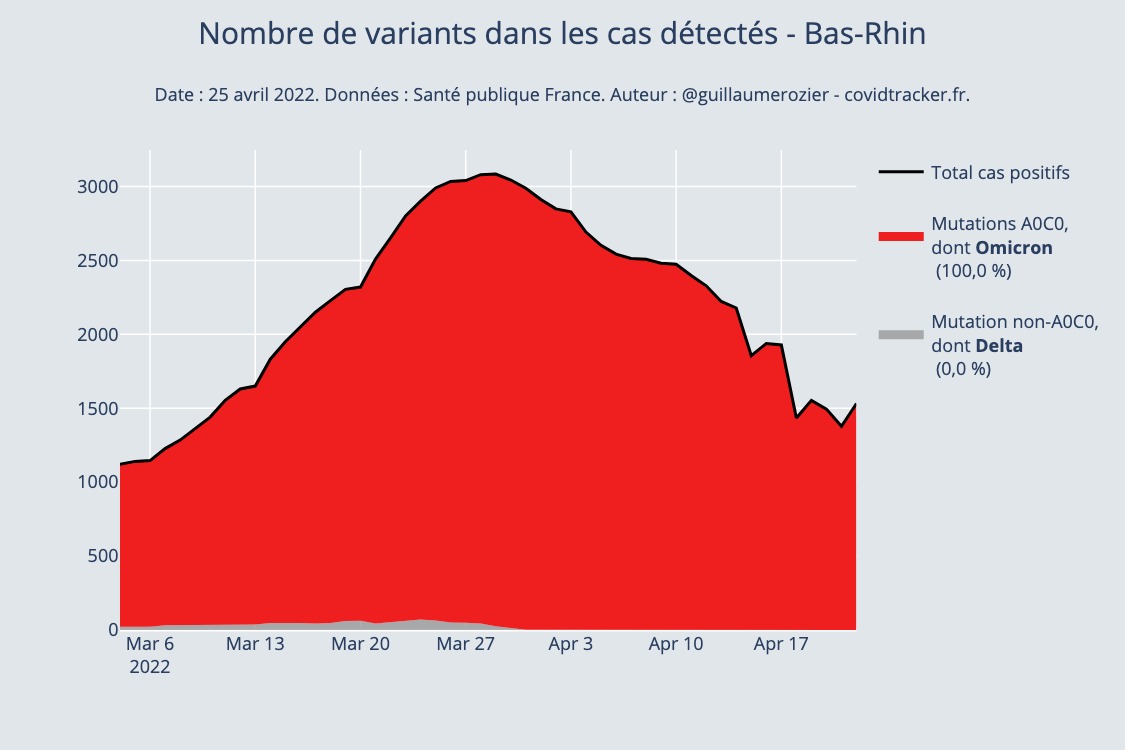 Nombre de variants dans les cas détectés - Bas-Rhin
Date : 25 avril 2022. Données : Santé publique France. Auteur : @guillaumerozier - covidtracker.fr.
Total cas positifs
Mutations A0C0,
dont Omicron
(100,0 %)
Mutation non-A0C0,
dont Delta
(0,0 %)
3000
2500
2000
1500
1000
500
0
Mar 6 Mar 13 Mar 20 Mar 27 Apr 3 Apr 10 Apr 17
2022